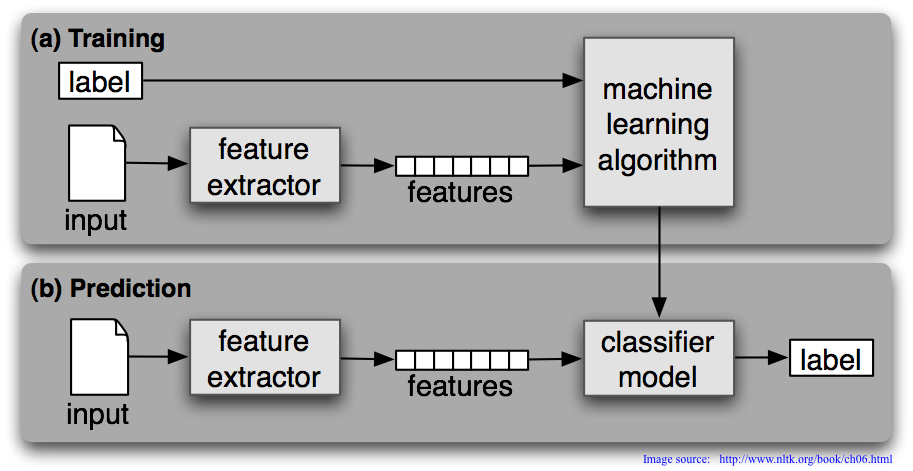 (a) Training
label
machine
learning
algorithm
feature
extractor
features
input
(b) Prediction
feature
extractor
features
input
classifier
model
label
Image source: http://www.nltk.org/book/ch06.html